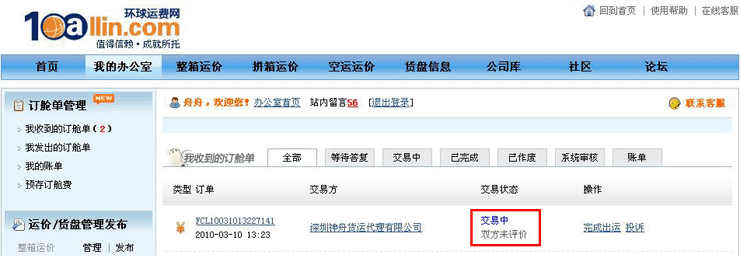 环球运费网
10allin.com
值得信赖·成就所托
回到首页 | 使用帮助 | 在线客服
首页 我的办公室 整箱运价 拼箱运价 空运运价 货盘信息 公司库 社区 论坛
订舱单管理 NEW
我收到的订舱单(2)
我发出的订舱单
我的账单
预存订舱费
运价/货盘管理发布
整箱运价 管理 | 发布
舟舟,欢迎您! 办公室首页 站内留言56 [退出登录]
联系客服
我收到的订舱单 全部 等待答复 交易中 已完成 已作废 系统审核 账单
类型 订单 交易方 交易状态 操作
FCL10031013227141
2010-03-10 13:23
深圳神舟货运代理有限公司
交易中
双方未评价
完成出运 投诉